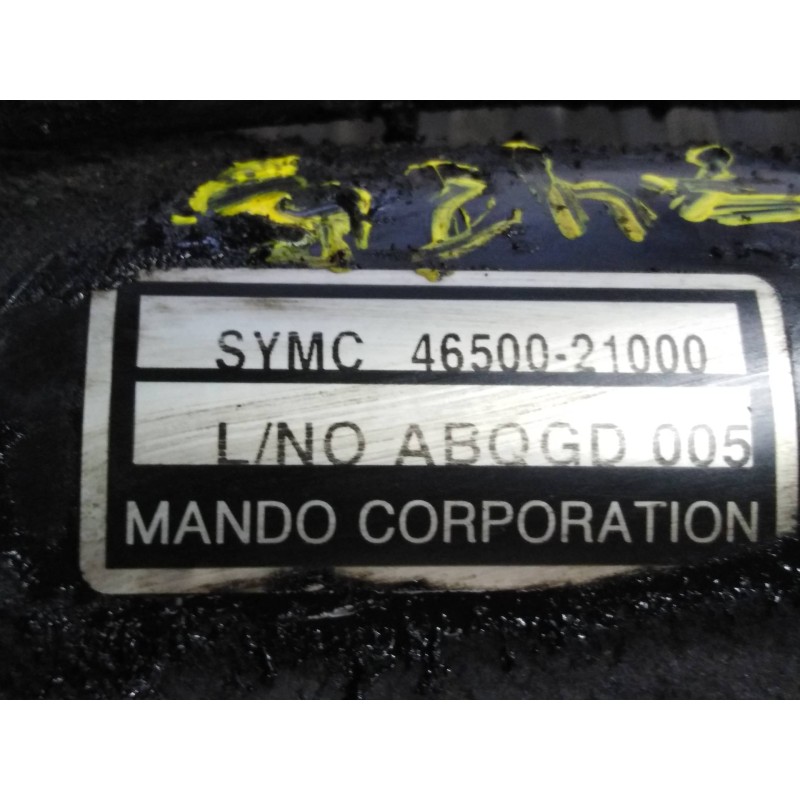 SYMC 46500-21000
L/NO ABQGD 005
MANDO CORPORATION